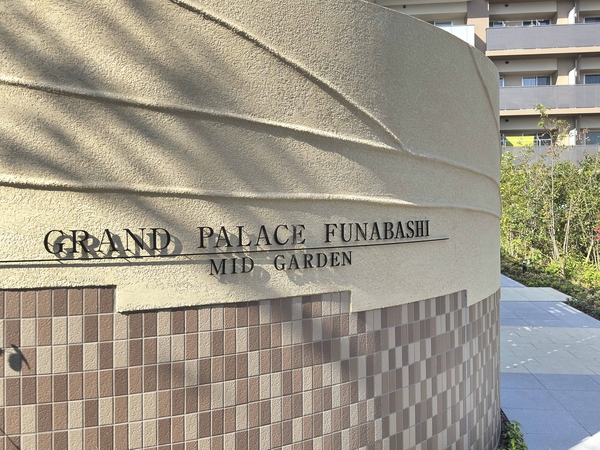 GRAND PALACE FUNABASHI
MID GARDEN